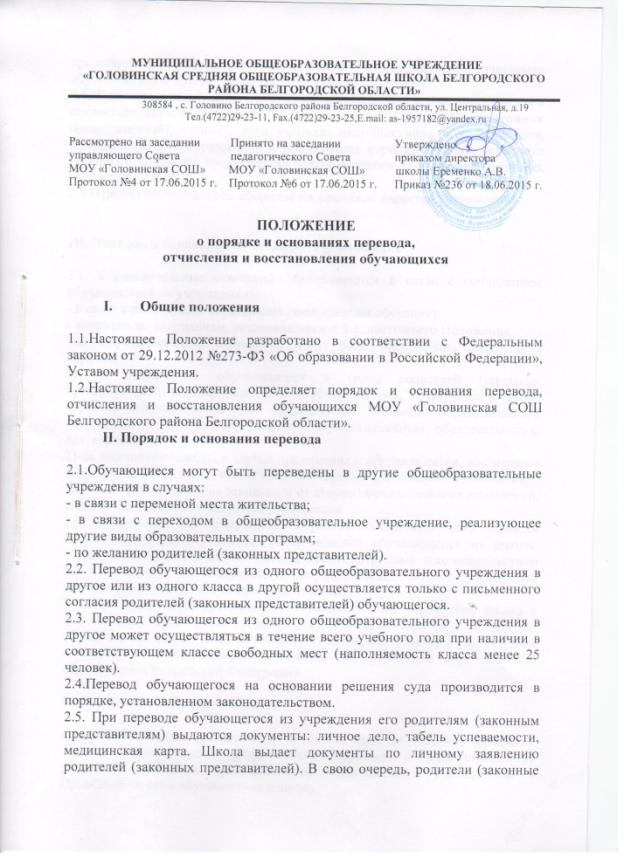 МУНИЦИПАЛЬНОЕ ОБЩЕОБРАЗОВАТЕЛЬНОЕ УЧРЕЖДЕНИЕ
«ГОЛОВИНСКАЯ СРЕДНЯЯ ОБЩЕОБРАЗОВАТЕЛЬНАЯ ШКОЛА БЕЛГОРОДСКОГО
РАЙОНА БЕЛГОРОДСКОЙ ОБЛАСТИ»
308584 , с. Головино Белгородского района Белгородской области, ул. Центральная, д.19
Тел.(4722)29-23-11, Fax.(4722)29-23-25,E.mail: as-1957182@yandex.ru
Рассмотрено на заседании Принято на заседании Утверждено
управляющего Совета педагогического Совета приказом директора
МОУ «Головинская СОШ» МОУ «Головинская СОШ» школы Еременко А.В.
Протокол №4 от 17.06.2015 г. Протокол №6 от 17.06.2015 г. Приказ №236 от 18.06.2015 г.
ПОЛОЖЕНИЕ
о порядке и основаниях перевода,
отчисления и восстановления обучающихся
I. Общие положения
1.1.Настоящее Положение разработано в соответствии с Федеральным
законом от 29.12.2012 №273-ФЗ «Об образовании в Российской Федерации»,
Уставом учреждения.
1.2.Настоящее Положение определяет порядок и основания перевода,
отчисления и восстановления обучающихся МОУ «Головинская СОШ
Белгородского района Белгородской области».
II. Порядок и основания перевода
2.1.Обучающиеся могут быть переведены в другие общеобразовательные
учреждения в случаях:
- в связи с переменой места жительства;
- в связи с переходом в общеобразовательное учреждение, реализующее
другие виды образовательных программ;
- по желанию родителей (законных представителей).
2.2. Перевод обучающегося из одного общеобразовательного учреждения в
другое или из одного класса в другой осуществляется только с письменного
согласия родителей (законных представителей) обучающегося.
2.3. Перевод обучающегося из одного общеобразовательного учреждения в
другое может осуществляться в течение всего учебного года при наличии в
соответствующем классе свободных мест (наполняемость класса менее 25
человек).
2.4.Перевод обучающегося на основании решения суда производится в
порядке, установленном законодательством.
2.5. При переводе обучающегося из учреждения его родителям (законным
представителям) выдаются документы: личное дело, табель успеваемости,
медицинская карта. Школа выдает документы по личному заявлению
родителей (законных представителей). В свою очередь, родители (законные